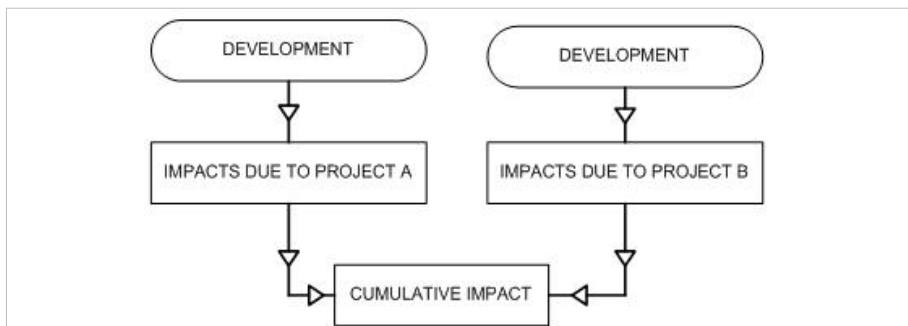 DEVELOPMENT
DEVELOPMENT
IMPACTS DUE TO PROJECT A
IMPACTS DUE TO PROJECT B
CUMULATIVE IMPACT